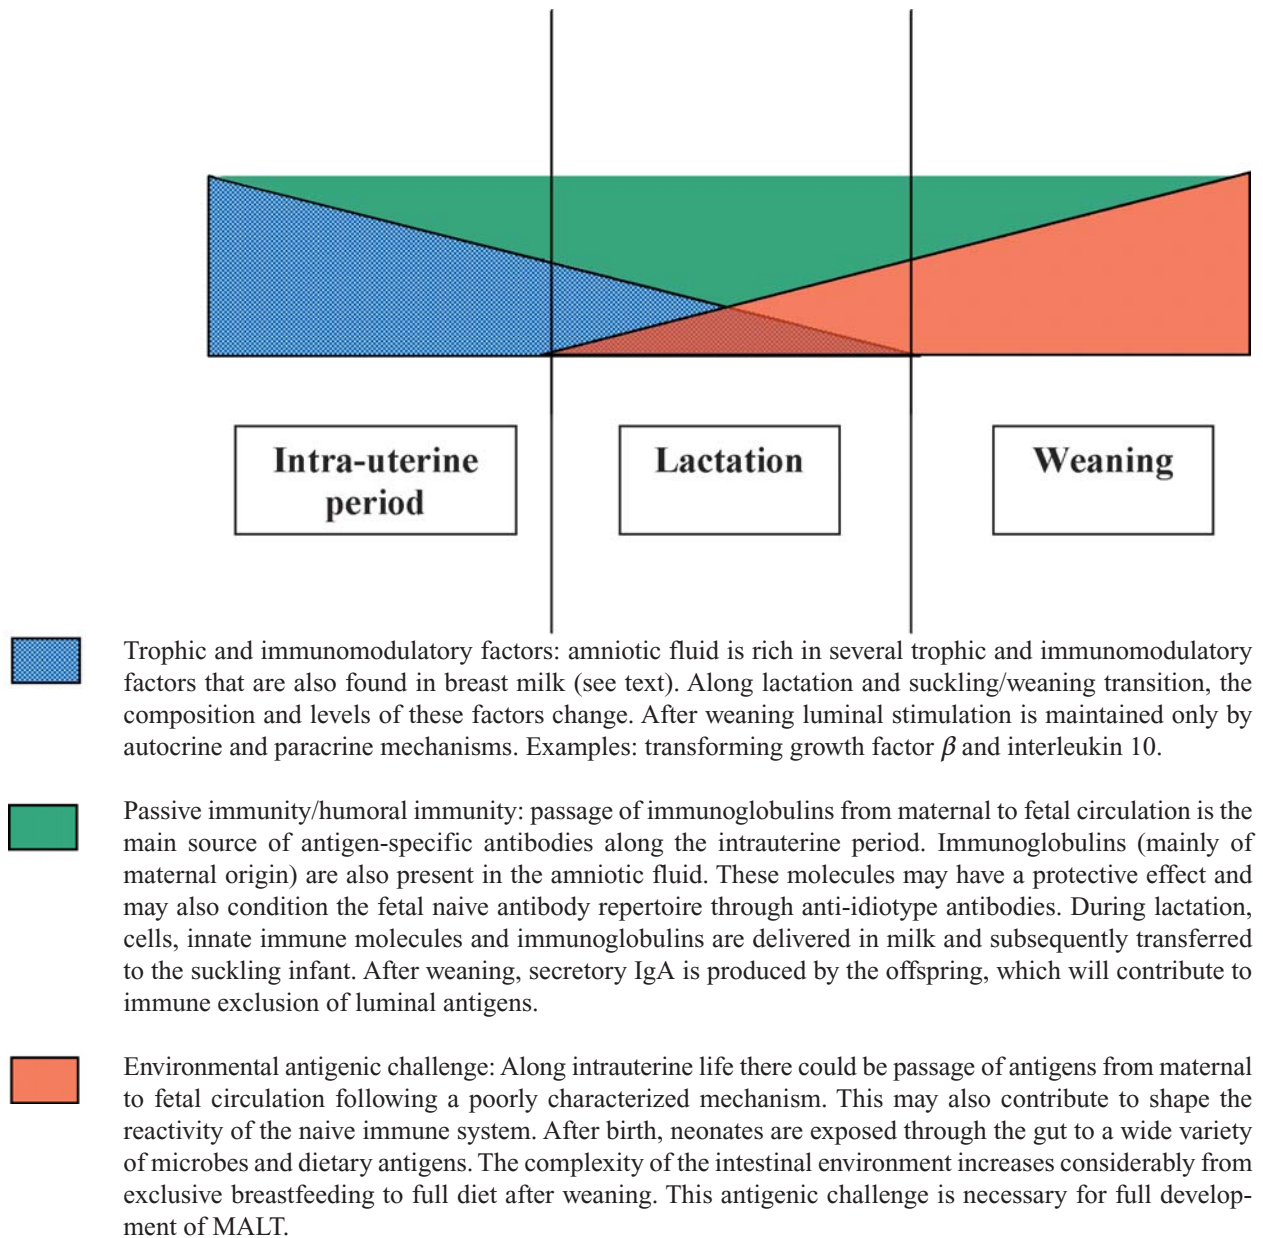 Intra-uterine
period
Lactation
Weaning
Trophic and immunomodulatory factors: amniotic fluid is rich in several trophic and immunomodulatory
factors that are also found in breast milk (see text). Along lactation and suckling/weaning transition, the
composition and levels of these factors change. After weaning luminal stimulation is maintained only by
autocrine and paracrine mechanisms. Examples: transforming growth factor β and interleukin 10.
Passive immunity/humoral immunity: passage of immunoglobulins from maternal to fetal circulation is the
main source of antigen-specific antibodies along the intrauterine period. Immunoglobulins (mainly of
maternal origin) are also present in the amniotic fluid. These molecules may have a protective effect and
may also condition the fetal naive antibody repertoire through anti-idiotype antibodies. During lactation,
cells, innate immune molecules and immunoglobulins are delivered in milk and subsequently transferred
to the suckling infant. After weaning, secretory IgA is produced by the offspring, which will contribute to
immune exclusion of luminal antigens.
Environmental antigenic challenge: Along intrauterine life there could be passage of antigens from maternal
to fetal circulation following a poorly characterized mechanism. This may also contribute to shape the
reactivity of the naive immune system. After birth, neonates are exposed through the gut to a wide variety
of microbes and dietary antigens. The complexity of the intestinal environment increases considerably from
exclusive breastfeeding to full diet after weaning. This antigenic challenge is necessary for full develop-
ment of MALT.